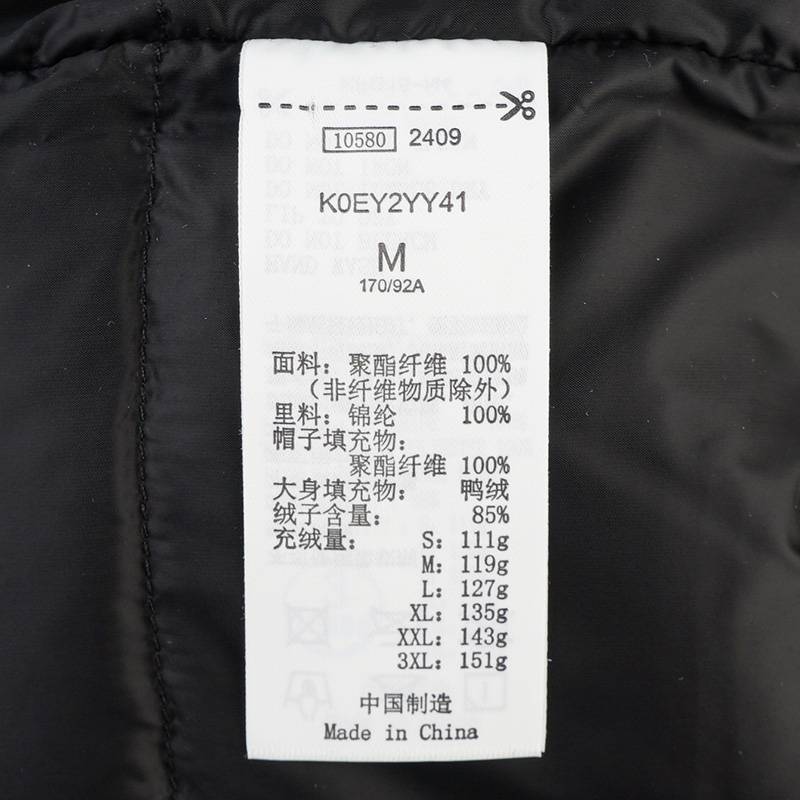 10580 2409
K0EY2YY41
M
170/92A
面料：聚酯纤维 100%
（非纤维物质除外）
里料：锦纶 100%
帽子填充物：
聚酯纤维 100%
大身填充物： 鸭绒
绒子含量： 85%
充绒量： S: 111g
M: 119g
L: 127g
XL: 135g
XXL: 143g
3XL: 151g
中国制造
Made in China